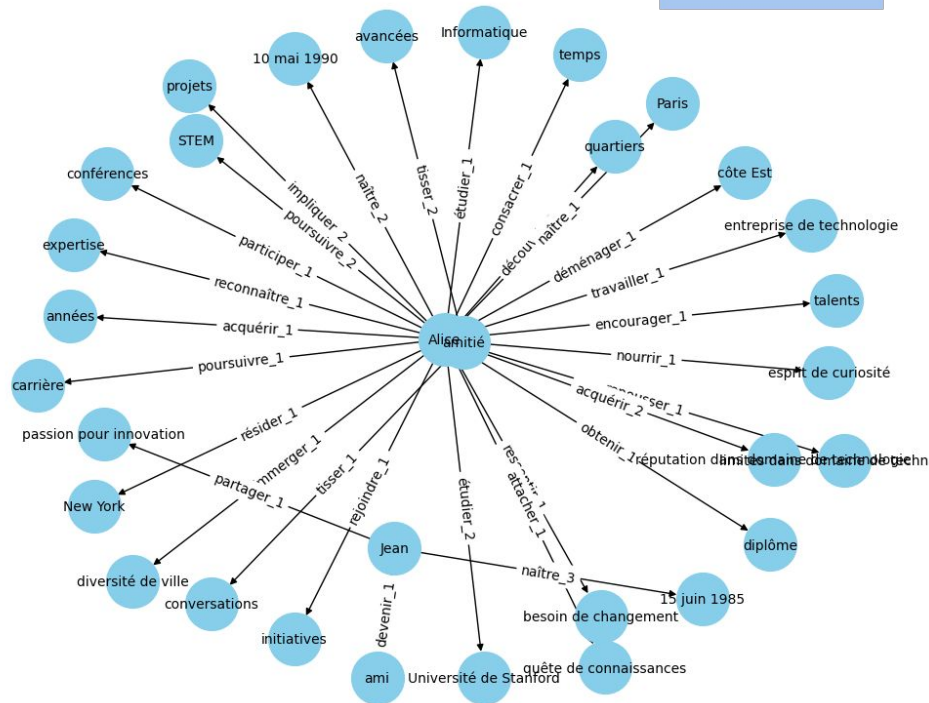 Informatique
avancées
temps
10 mai 1990
projets
Paris
STEM
quartiers
conférences
côte Est
tisser_2
étudier_1
consacrer_1
naître_2
impliquer_2
naître_1
poursuivre_2
entreprise de technologie
expertise
participer_1
déménager_1
reconnaître_1
travailler_1
talents
années
acquérir_1
encourager_1
Alice
amitié
nourrir_1
poursuivre_1
esprit de curiosité
carrière
acquérir_2
résider_1
obtenir_1
passion pour innovation
tisser_1
rejoindre_1
partager_1
étudier_2
attacher_1
New York
diplôme
Jean
naître_3
diversité de ville
15 juin 1985
conversations
besoin de changement
devenir_1
initiatives
quête de connaissances
ami
Université de Stanford